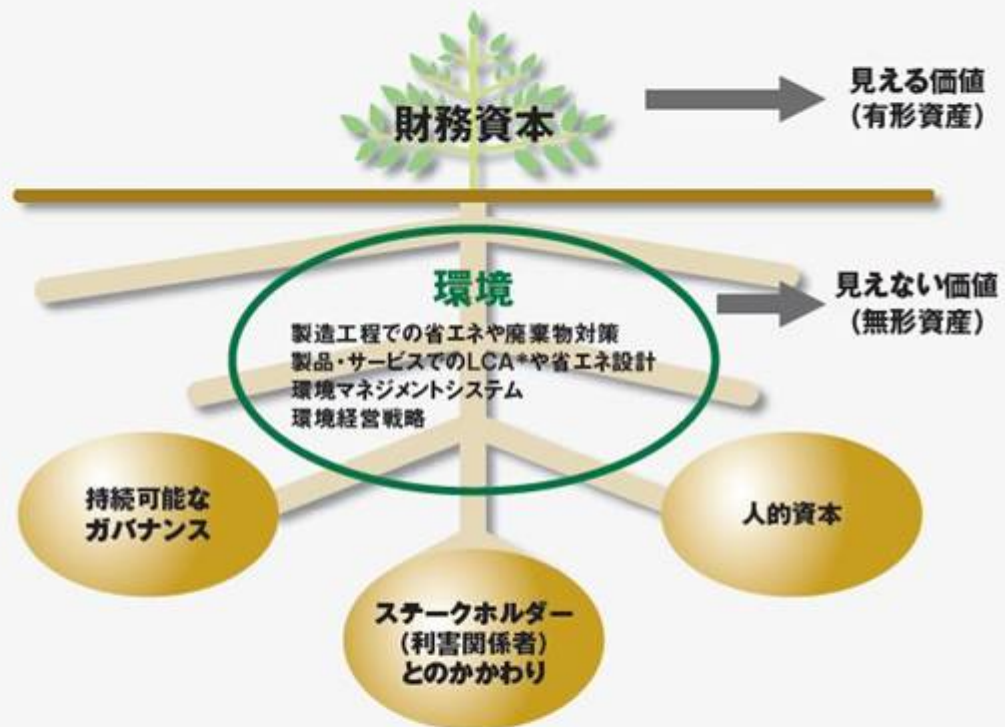 財務資本
見える価値
(有形資産)
環境
製造工程での省エネや廃棄物対策
製品・サービスでのLCA*や省エネ設計
環境マネジメントシステム
環境経営戦略
見えない価値
(無形資産)
持続可能な
ガバナンス
人的資本
ステークホルダー
(利害関係者)
とのかかわり